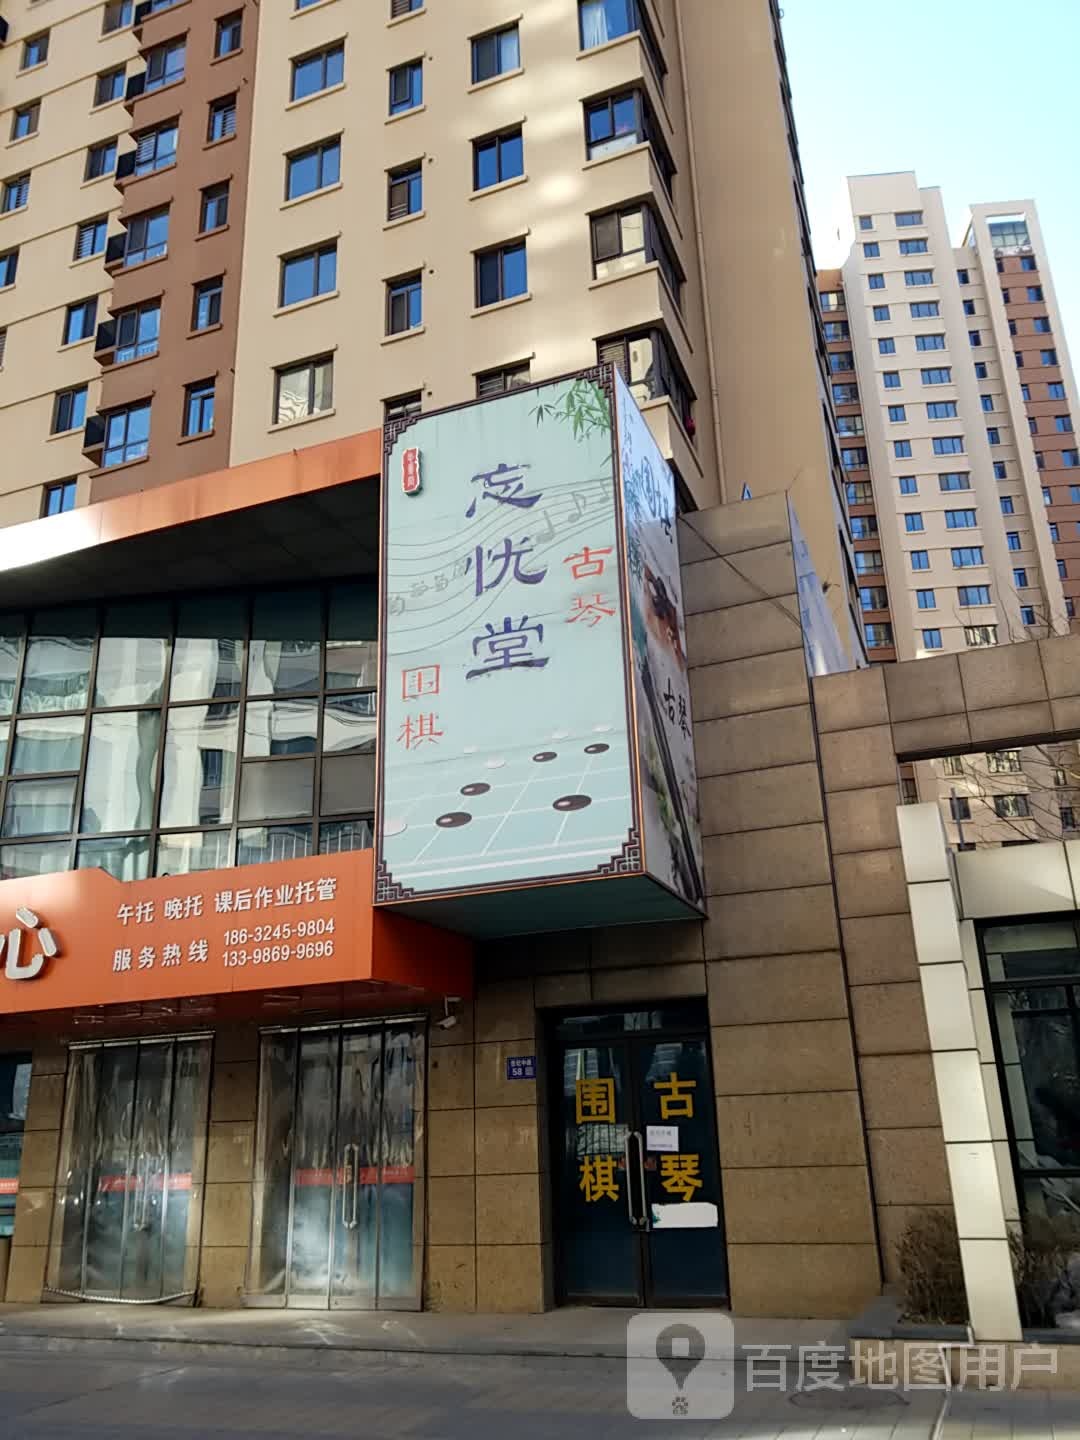 忘忧堂
古琴
围棋
古琴
心
午托 晚托 课后作业托管
服务热线 186-3245-9804
133-9869-9696
58
围棋
古琴
百度地图用户